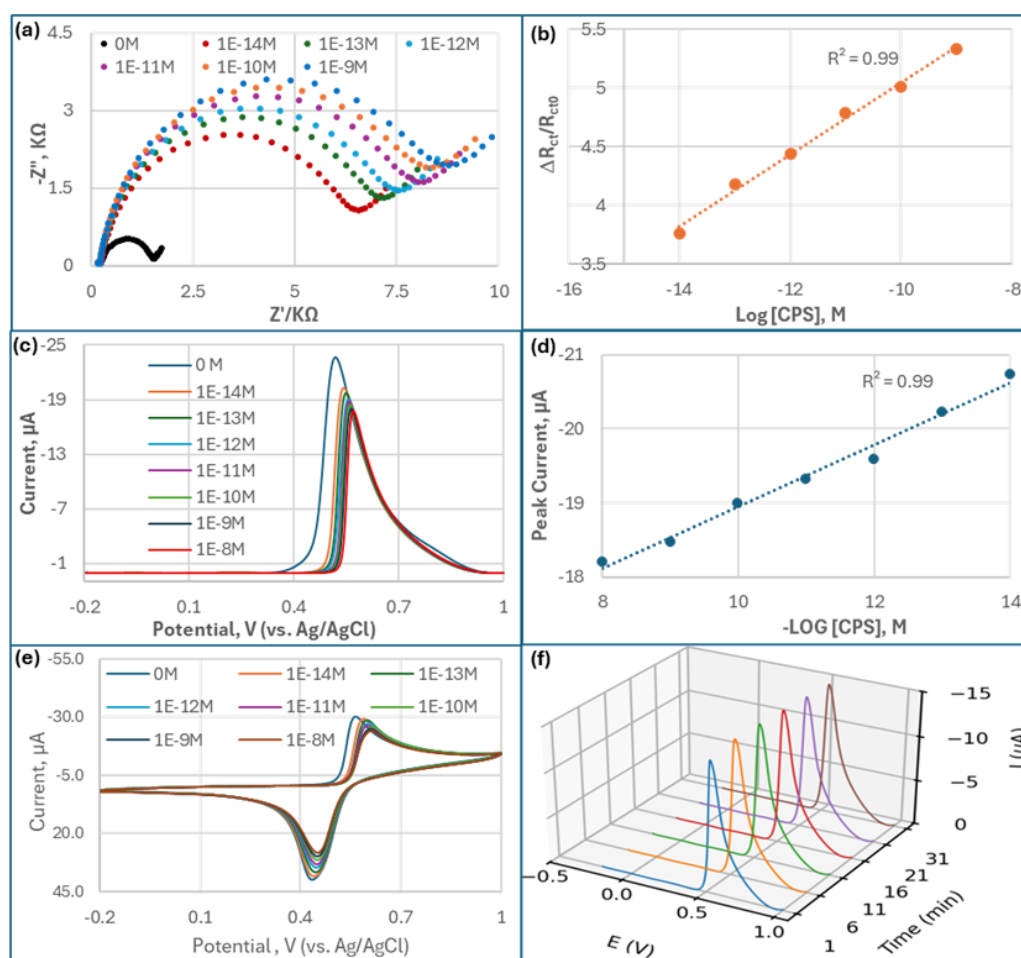 (a)
4.5
3
1.5
0
-Z'', KΩ
0M 1E-14M 1E-13M 1E-12M
1E-11M 1E-10M 1E-9M
0 2.5 5 7.5 10
Z'/KΩ
(b)
5.5
5
4.5
4
3.5
ΔRct/Rct0
R² = 0.99
-16 -14 -12 -10 -8
Log [CPS], M
(c)
-25
-19
-13
-7
-1
Current, µA
0 M
1E-14M
1E-13M
1E-12M
1E-11M
1E-10M
1E-9M
1E-8M
-0.2 0.1 0.4 0.7 1
Potential, V (vs. Ag/AgCl)
(d)
-21
-20
-19
-18
Peak Current, µA
R² = 0.99
8 10 12 14
-LOG [CPS], M
(e)
-55.0
-30.0
-5.0
20.0
45.0
Current, µA
0M 1E-14M 1E-13M
1E-12M 1E-11M 1E-10M
1E-9M 1E-8M
-0.2 0.1 0.4 0.7 1
Potential , V (vs. Ag/AgCl)
(f)
−15
−10
−5
0
−0.5 0.0 0.5 1.0
E (V)
1 6 11 16 21 31
Time (min)